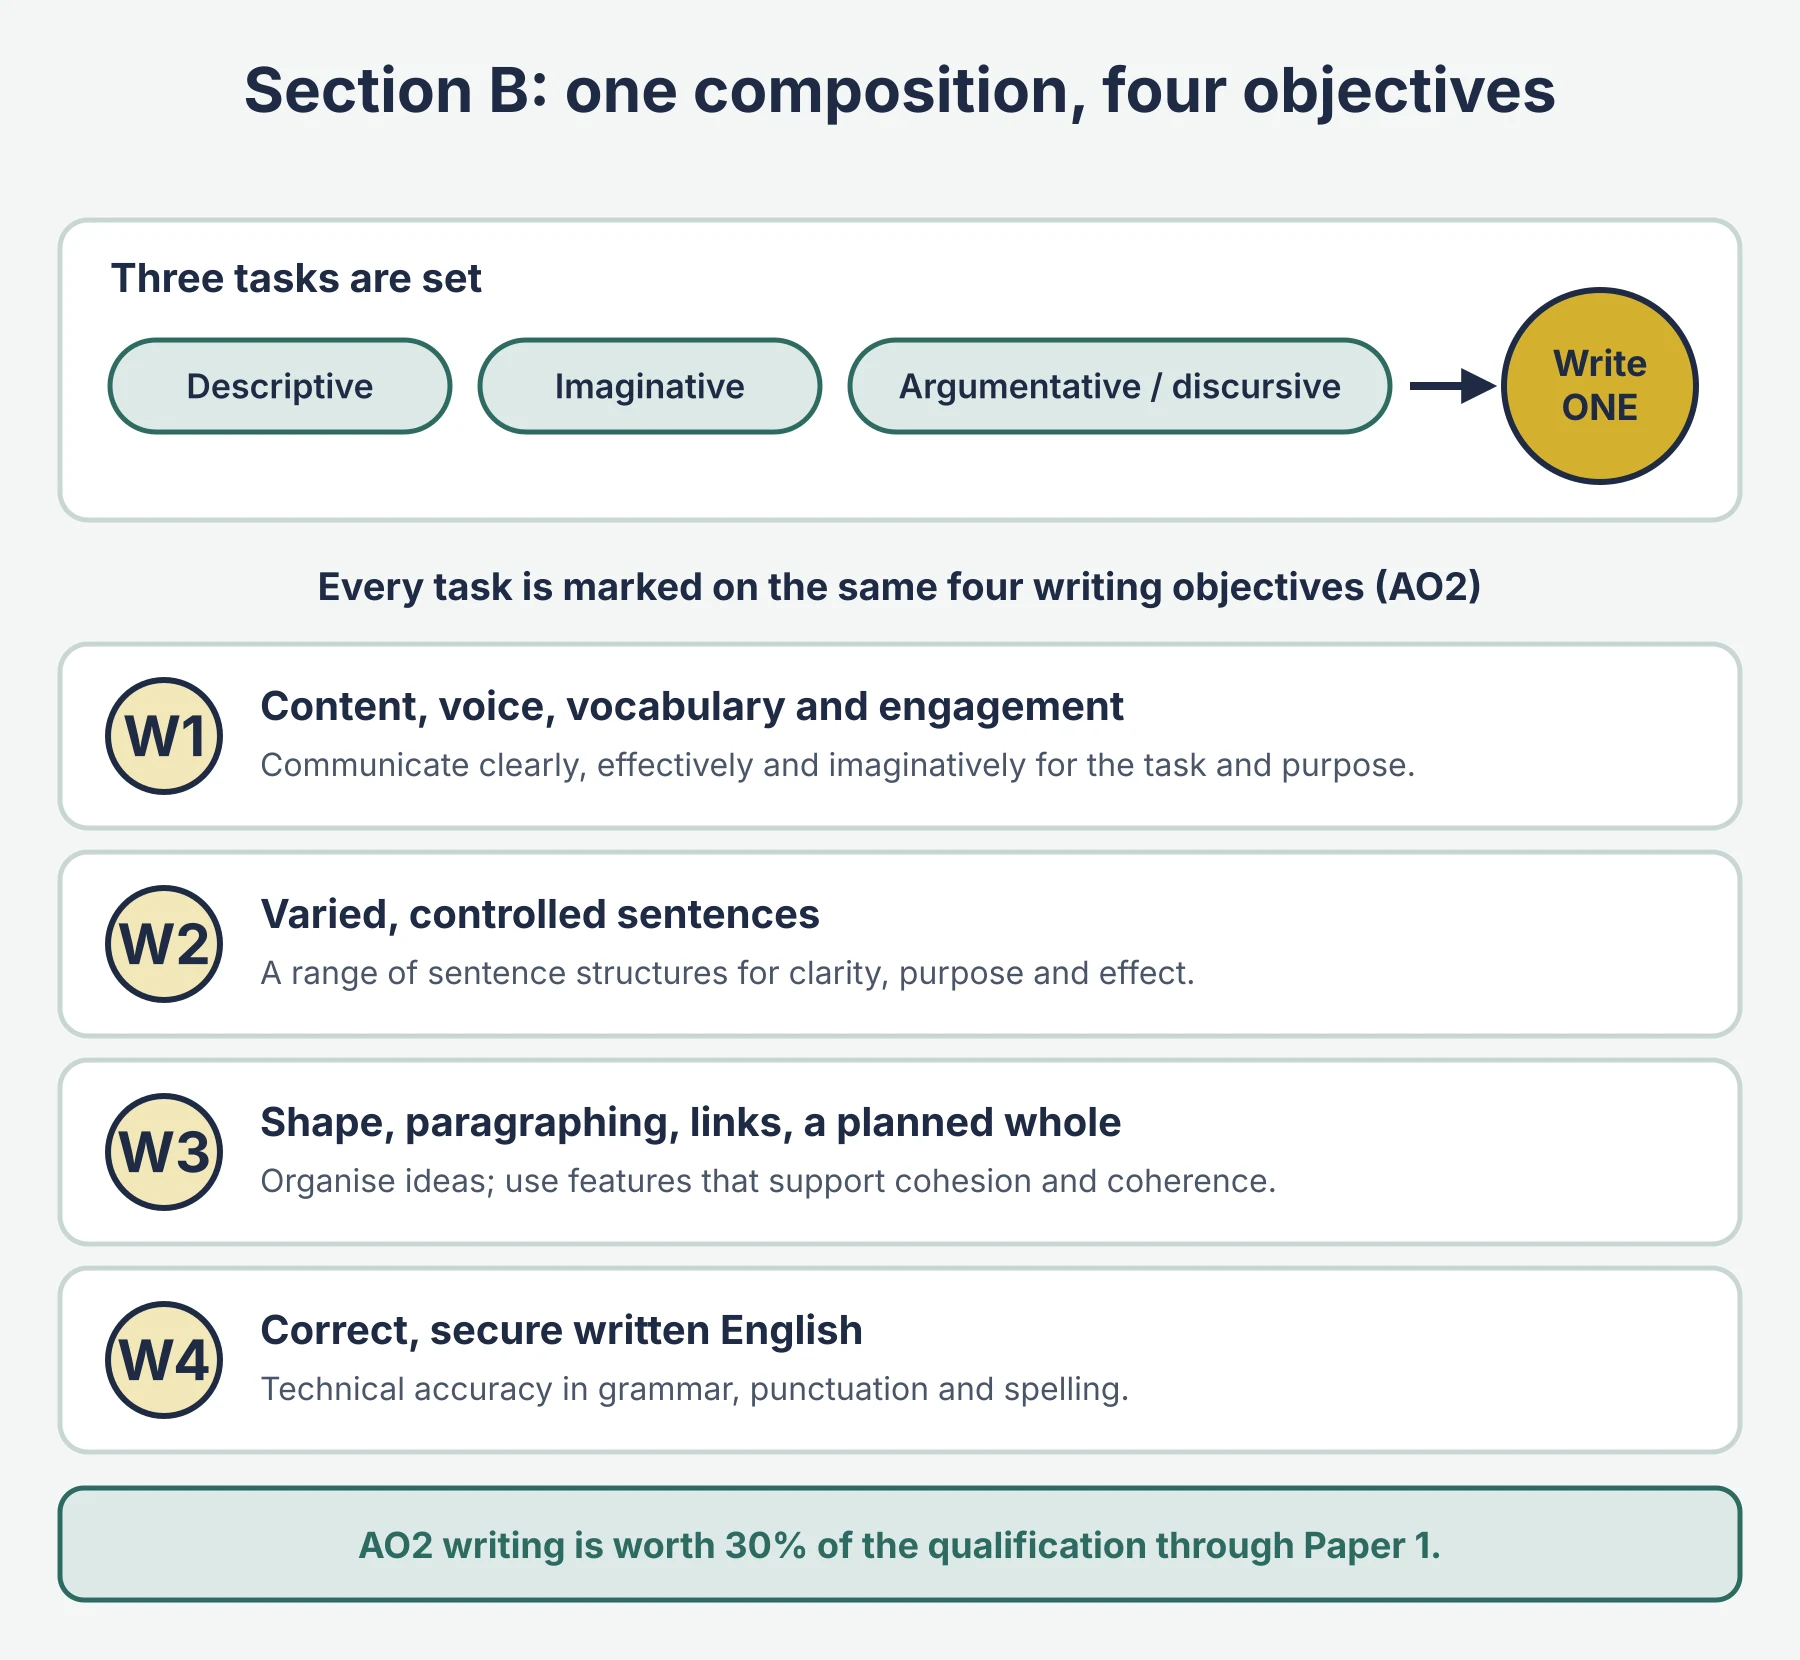 Section B: one composition, four objectives
Three tasks are set
Descriptive
Imaginative
Argumentative / discursive
Write
ONE
Every task is marked on the same four writing objectives (AO2)
W1
Content, voice, vocabulary and engagement
Communicate clearly, effectively and imaginatively for the task and purpose.
W2
Varied, controlled sentences
A range of sentence structures for clarity, purpose and effect.
W3
Shape, paragraphing, links, a planned whole
Organise ideas; use features that support cohesion and coherence.
W4
Correct, secure written English
Technical accuracy in grammar, punctuation and spelling.
AO2 writing is worth 30% of the qualification through Paper 1.